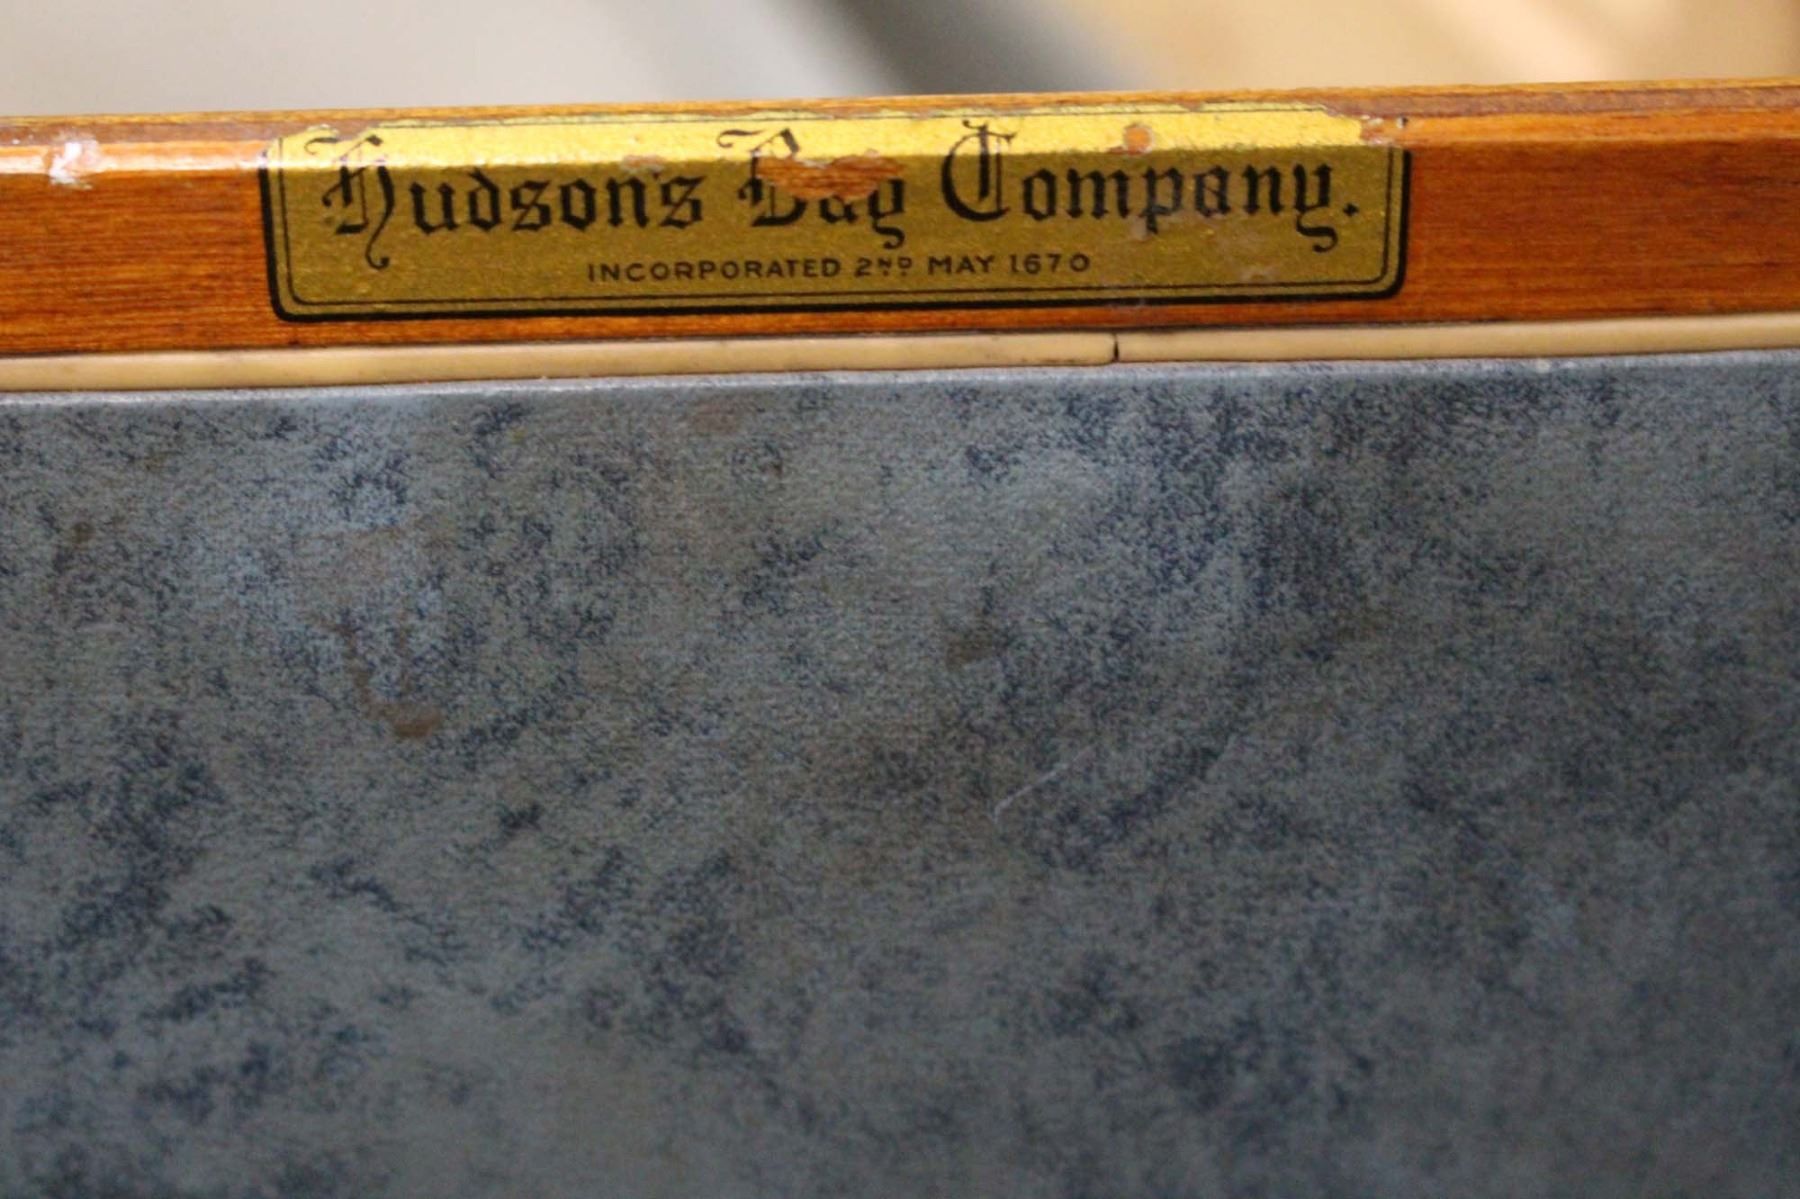 Hudson's Bay Company.
INCORPORATED 2ND MAY 1670